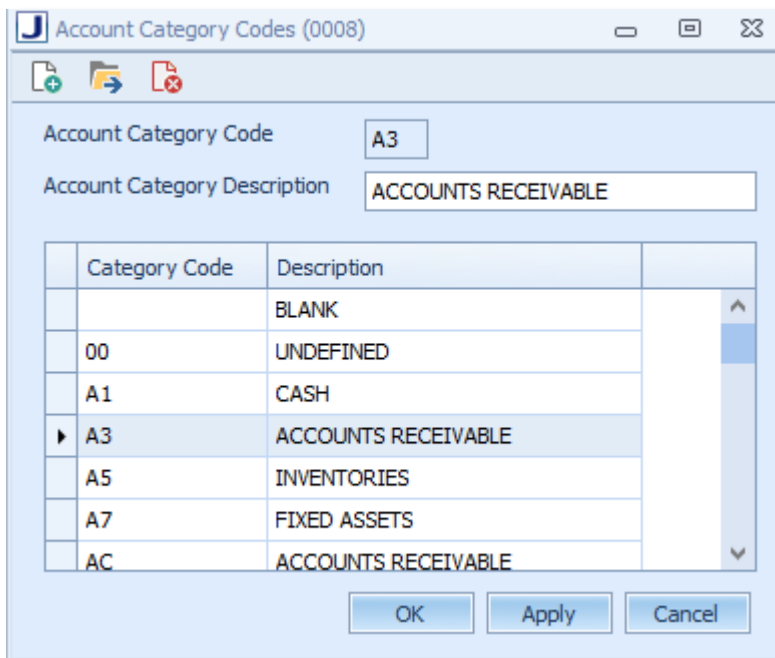 J Account Category Codes (0008)
Account Category Code A3
Account Category Description ACCOUNTS RECEIVABLE
Category Code Description
BLANK
00 UNDEFINED
A1 CASH
A3 ACCOUNTS RECEIVABLE
A5 INVENTORIES
A7 FIXED ASSETS
AC ACCOUNTS RECEIVABLE
OK Apply Cancel